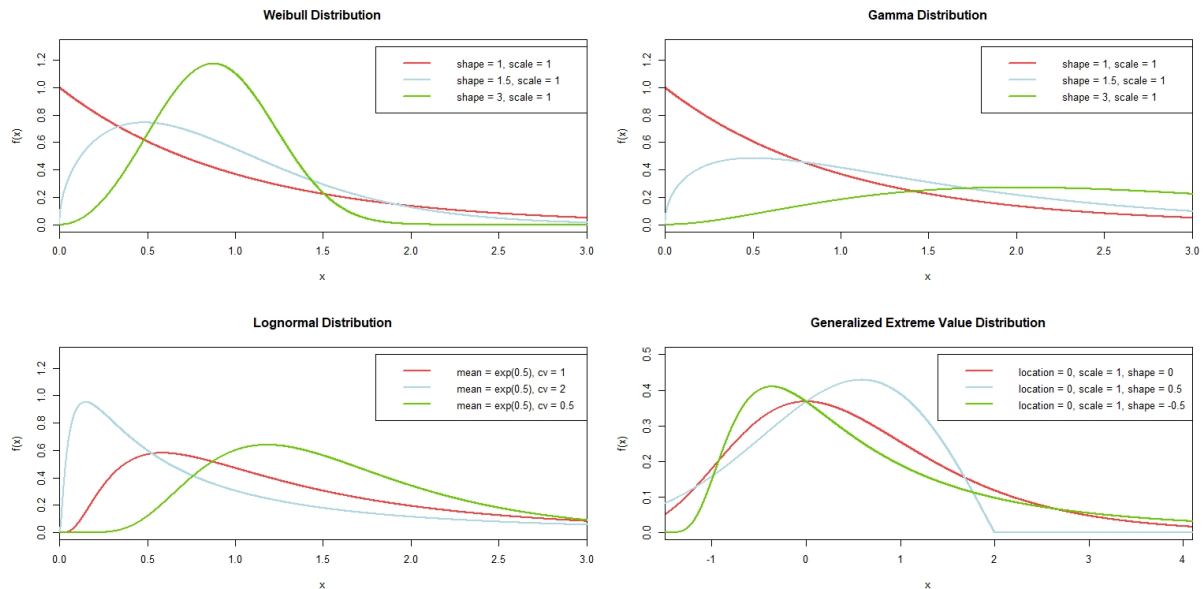 Weibull Distribution
f(x)
0.0 0.2 0.4 0.6 0.8 1.0 1.2
shape = 1, scale = 1
shape = 1.5, scale = 1
shape = 3, scale = 1
0.0 0.5 1.0 1.5 2.0 2.5 3.0
x
Gamma Distribution
f(x)
0.0 0.2 0.4 0.6 0.8 1.0 1.2
shape = 1, scale = 1
shape = 1.5, scale = 1
shape = 3, scale = 1
0.0 0.5 1.0 1.5 2.0 2.5 3.0
x
Lognormal Distribution
f(x)
0.0 0.2 0.4 0.6 0.8 1.0 1.2
mean = exp(0.5), cv = 1
mean = exp(0.5), cv = 2
mean = exp(0.5), cv = 0.5
0.0 0.5 1.0 1.5 2.0 2.5 3.0
x
Generalized Extreme Value Distribution
f(x)
0.0 0.1 0.2 0.3 0.4 0.5
location = 0, scale = 1, shape = 0
location = 0, scale = 1, shape = 0.5
location = 0, scale = 1, shape = -0.5
-1 0 1 2 3 4
x